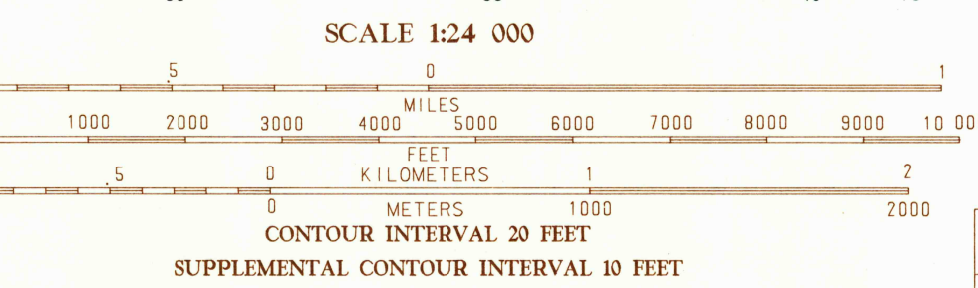 SCALE 1:24 000
.5 0 1
MILES
1000 2000 3000 4000 5000 6000 7000 8000 9000 10 00
FEET
.5 0 KILOMETERS 1 2
0 METERS 1000 2000
CONTOUR INTERVAL 20 FEET
SUPPLEMENTAL CONTOUR INTERVAL 10 FEET